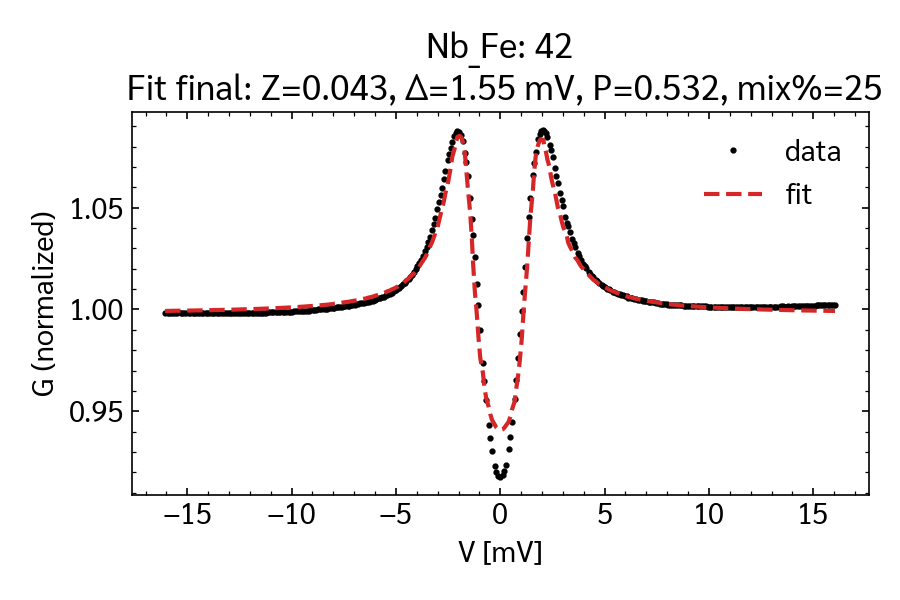 Nb_Fe: 42
Fit final: Z=0.043, Δ=1.55 mV, P=0.532, mix%=25
data
fit
G (normalized)
1.05
1.00
0.95
−15
−10
−5
0
5
10
15
V [mV]